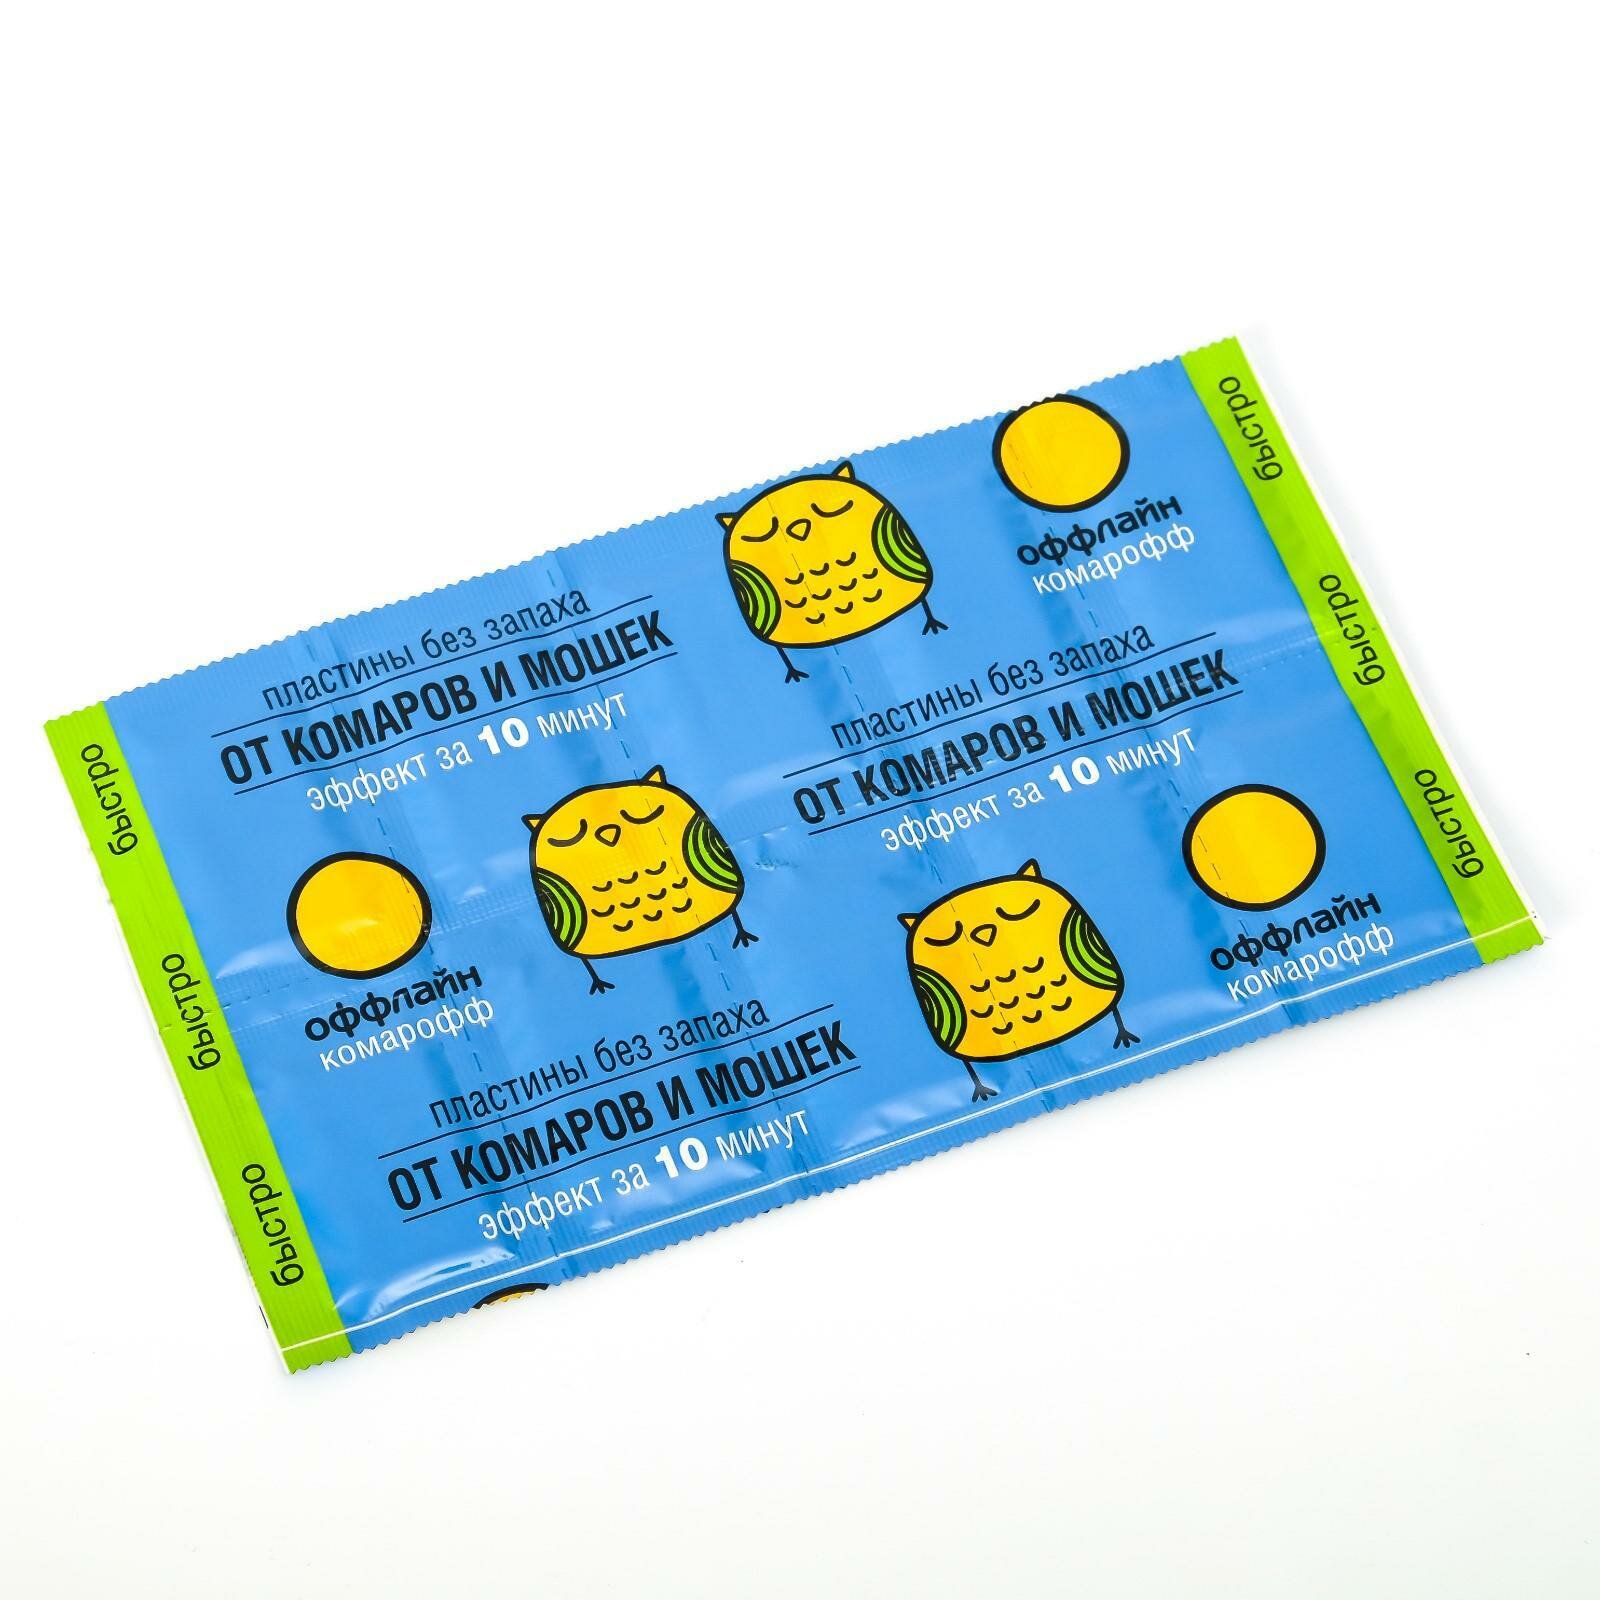 быстро
оффлайн
комарофф
пластины без запаха
ОТ КОМАРОВ И МОШЕК
эффект за 10 минут
быстро
пластины без запаха
ОТ КОМАРОВ И МОШЕК
эффект за 10 минут
быстро
быстро
оффлайн
комарофф
оффлайн
комарофф
быстро
пластины без запаха
ОТ КОМАРОВ И МОШЕК
эффект за 10 минут
быстро